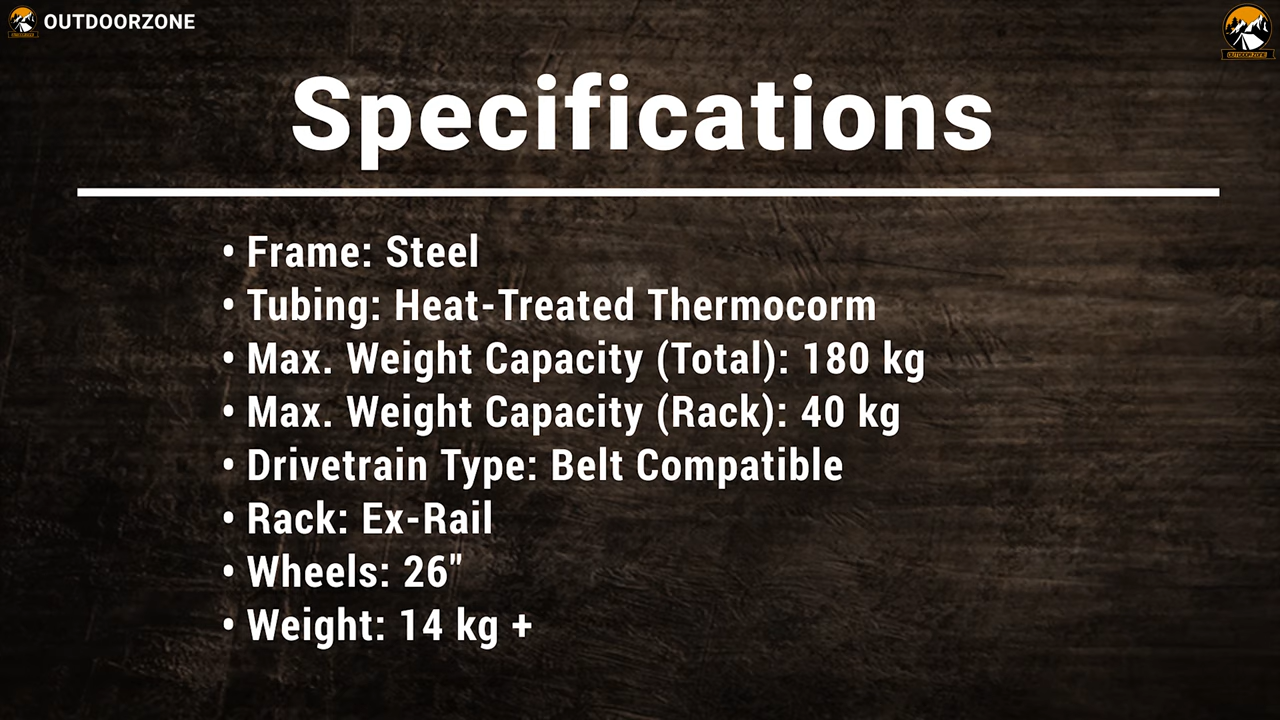 OUTDOORZONE
OUTDOORZONE
Specifications
• Frame: Steel
• Tubing: Heat-Treated Thermocorm
• Max. Weight Capacity (Total): 180 kg
• Max. Weight Capacity (Rack): 40 kg
• Drivetrain Type: Belt Compatible
• Rack: Ex-Rail
• Wheels: 26"
• Weight: 14 kg +